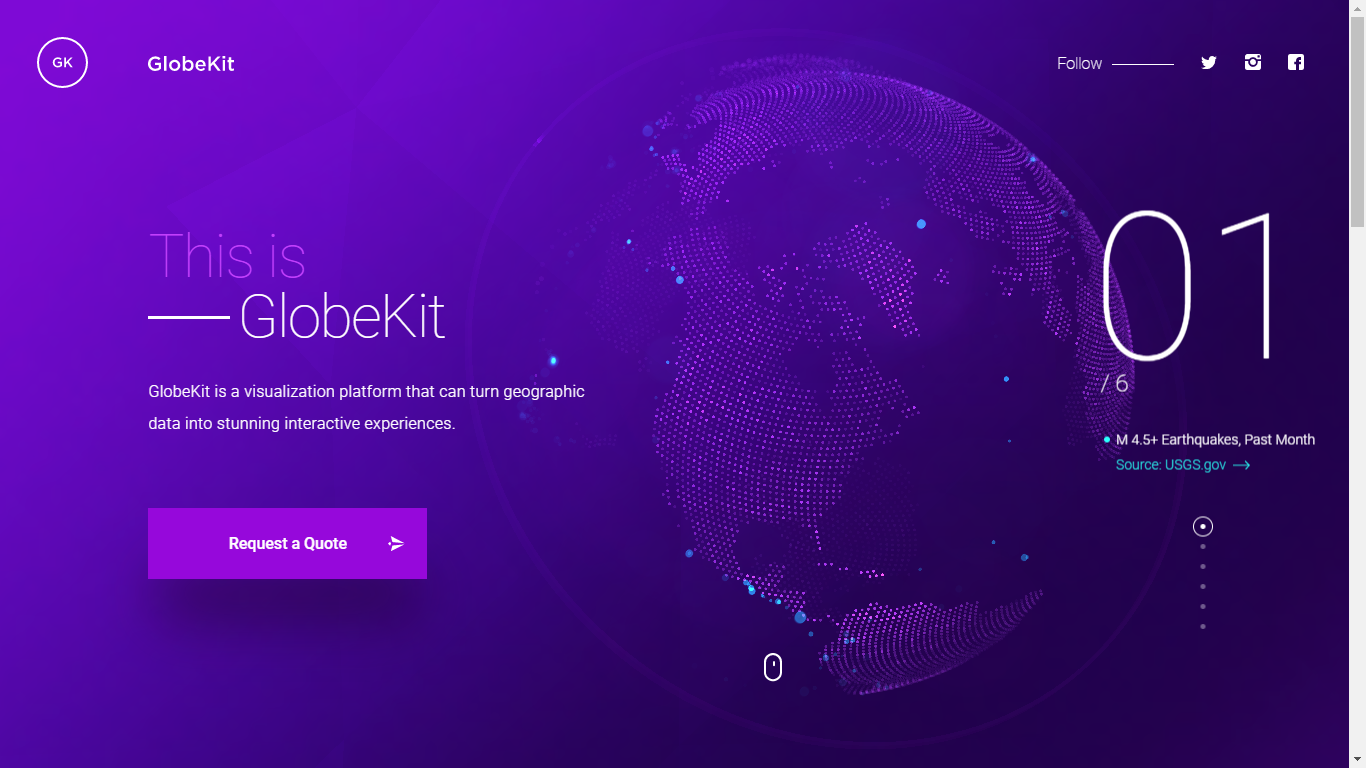 GK
GlobeKit
Follow
This is
GlobeKit
GlobeKit is a visualization platform that can turn geographic
data into stunning interactive experiences.
Request a Quote
01
/ 6
M 4.5+ Earthquakes, Past Month
Source: USGS.gov